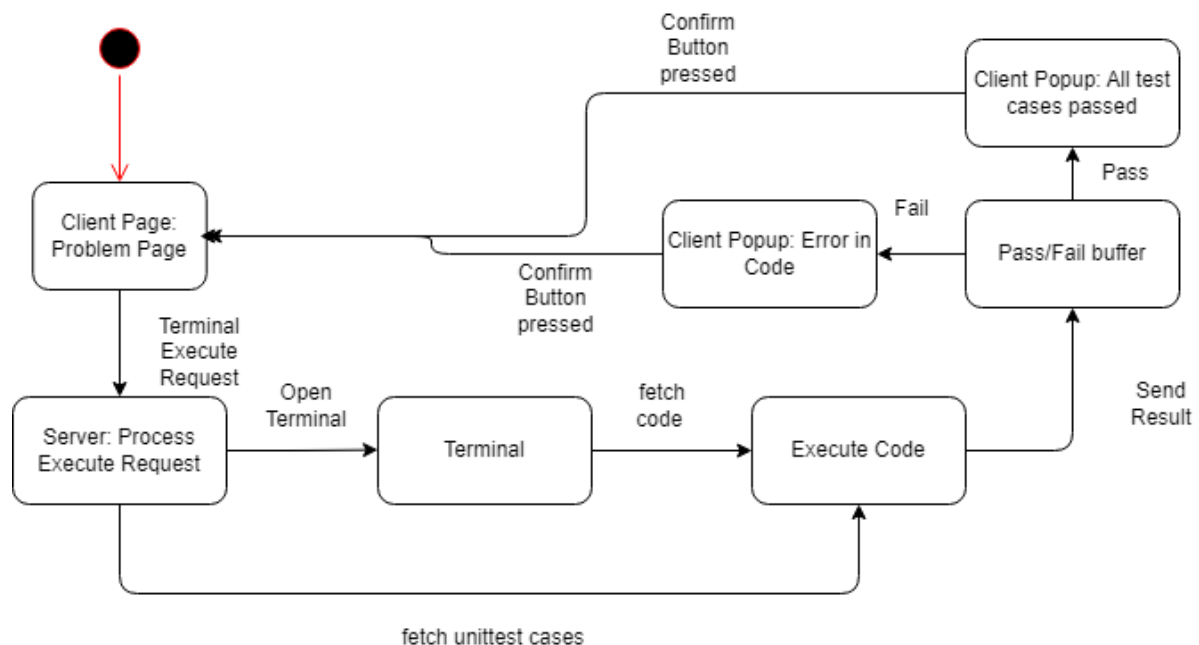 Confirm
Button
pressed
Client Popup: All test
cases passed
Pass
Client Page:
Problem Page
Client Popup: Error in
Code
Fail
Pass/Fail buffer
Confirm
Button
pressed
Terminal
Execute
Request
Open
Terminal
fetch
code
Send
Result
Server: Process
Execute Request
Terminal
Execute Code
fetch unittest cases